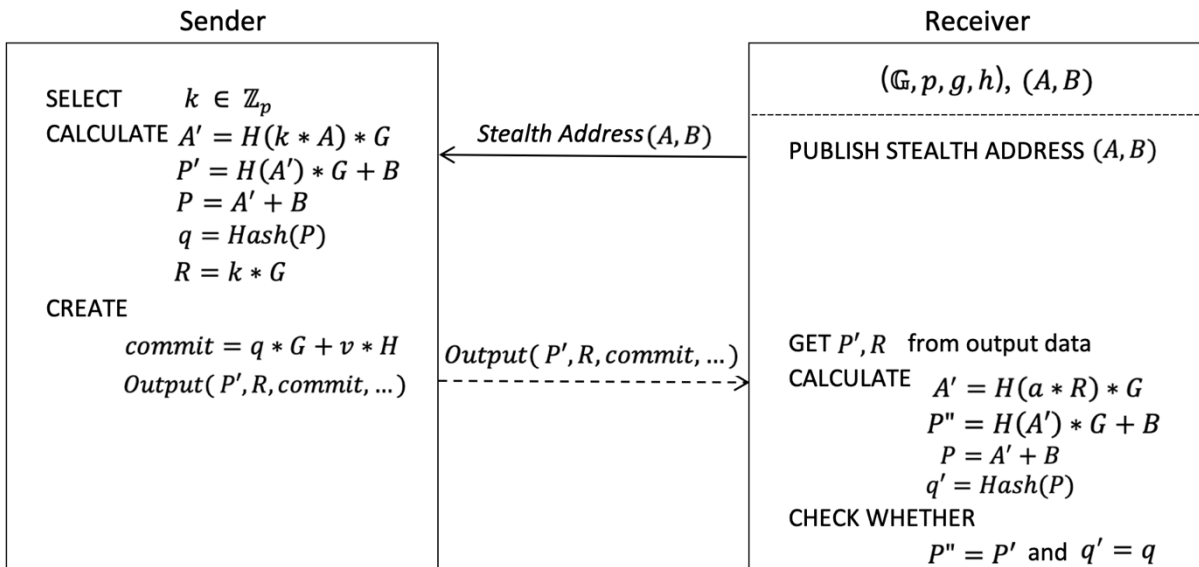 Sender
SELECT k ∈ ℤ_p
CALCULATE A′ = H(k * A) * G
P′ = H(A′) * G + B
P = A′ + B
q = Hash(P)
R = k * G
CREATE
commit = q * G + v * H
Output( P′, R, commit, …)
Stealth Address (A, B)
Output( P′, R, commit, …)
Receiver
(𝔾, p, g, h), (A, B)
PUBLISH STEALTH ADDRESS (A, B)
GET P′, R from output data
CALCULATE A′ = H(a * R) * G
P" = H(A′) * G + B
P = A′ + B
q′ = Hash(P)
CHECK WHETHER
P" = P′ and q′ = q